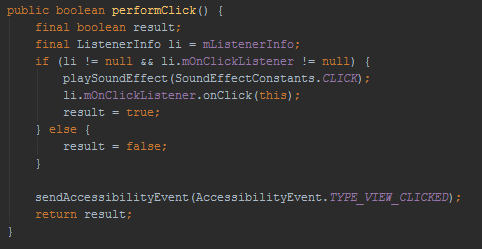 public boolean performClick() {
    final boolean result;
    final ListenerInfo li = mListenerInfo;
    if (li != null && li.mOnClickListener != null) {
        playSoundEffect(SoundEffectConstants.CLICK);
        li.mOnClickListener.onClick(this);
        result = true;
    } else {
        result = false;
    }

    sendAccessibilityEvent(AccessibilityEvent.TYPE_VIEW_CLICKED);
    return result;
}